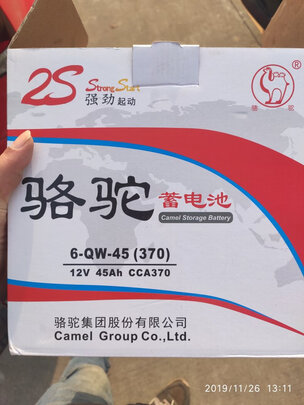 2S Strong Start
强劲起动
®
骆驼
骆驼蓄电池
Camel Storage Battery
6-QW-45 (370)
12V 45Ah CCA370
骆驼集团股份有限公司
Camel Group Co.,Ltd.
2019/11/26 13:11